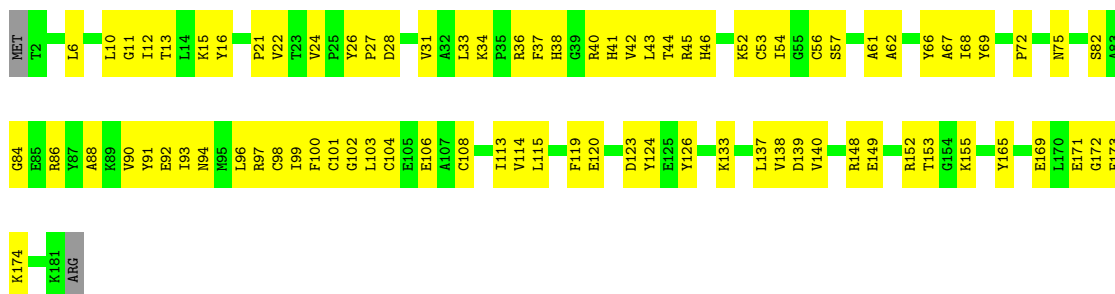 MET T2 L6 L10 G11 I12 T13 L14 K15 Y16 P21 V22 T23 V24 P25 Y26 P27 D28 V31 A32 L33 K34 P35 R36 F37 H38 G39 R40 H41 V42 L43 T44 R45 H46 K52 C53 I54 G55 C56 S57 A61 A62 Y66 A67 I68 Y69 P72 N75 S82 A83
G84 E85 R86 Y87 A88 K89 V90 Y91 E92 I93 N94 M95 L96 R97 C98 I99 F100 C101 G102 L103 C104 E105 E106 A107 C108 I113 V114 L115 F119 E120 D123 Y124 E125 Y126 K133 L137 V138 D139 V140 R148 E149 R152 T153 G154 K155 Y165 E169 L170 E171 G172
K174 K181 ARG